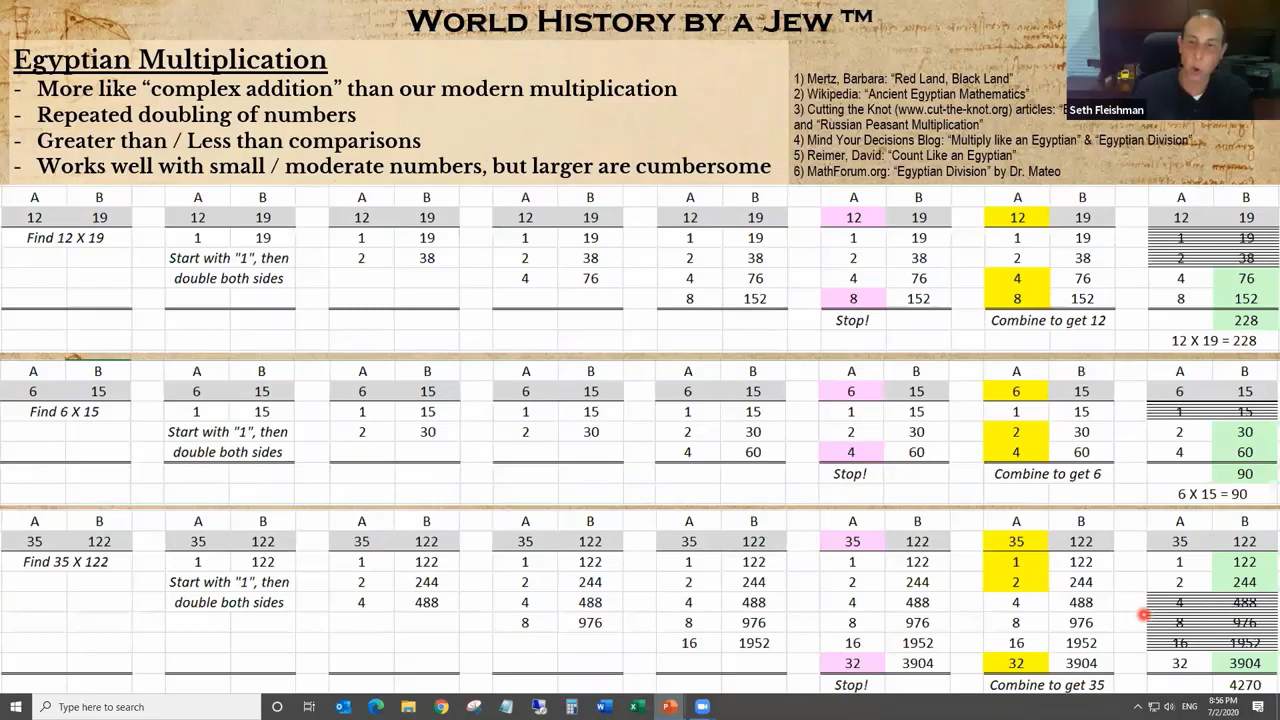 World History by a Jew ™
Egyptian Multiplication
- More like “complex addition” than our modern multiplication
- Repeated doubling of numbers
- Greater than / Less than comparisons
- Works well with small / moderate numbers, but larger are cumbersome
1) Mertz, Barbara: “Red Land, Black Land”
2) Wikipedia: “Ancient Egyptian Mathematics”
3) Cutting the Knot (www.cut-the-knot.org) articles:
and “Russian Peasant Multiplication”
4) Mind Your Decisions Blog: “Multiply like an Egyptian” & “Egyptian Division”
5) Reimer, David: “Count Like an Egyptian”
6) MathForum.org: “Egyptian Division” by Dr. Mateo
Seth Fleishman
A B A B A B A B A B A B A B A B
12 19 12 19 12 19 12 19 12 19 12 19 12 19 12 19
Find 12 X 19 1 19 1 19 1 19 1 19 1 19 1 19 1 19
Start with "1", then 2 38 2 38 2 38 2 38 2 38 2 38
double both sides 4 76 4 76 4 76 4 76 4 76
8 152 8 152 8 152 8 152
Stop! Combine to get 12 228
12 X 19 = 228
A B A B A B A B A B A B A B A B
6 15 6 15 6 15 6 15 6 15 6 15 6 15 6 15
Find 6 X 15 1 15 1 15 1 15 1 15 1 15 1 15 1 15
Start with "1", then 2 30 2 30 2 30 2 30 2 30 2 30
double both sides 4 60 4 60 4 60 4 60
Stop! Combine to get 6 90
6 X 15 = 90
A B A B A B A B A B A B A B A B
35 122 35 122 35 122 35 122 35 122 35 122 35 122 35 122
Find 35 X 122 1 122 1 122 1 122 1 122 1 122 1 122 1 122
Start with "1", then 2 244 2 244 2 244 2 244 2 244 2 244
double both sides 4 488 4 488 4 488 4 488 4 488 4 488
8 976 8 976 8 976 8 976 8 976
16 1952 16 1952 16 1952 16 1952
32 3904 32 3904 32 3904
Stop! Combine to get 35 4270
Type here to search
ENG
8:56 PM
7/2/2020